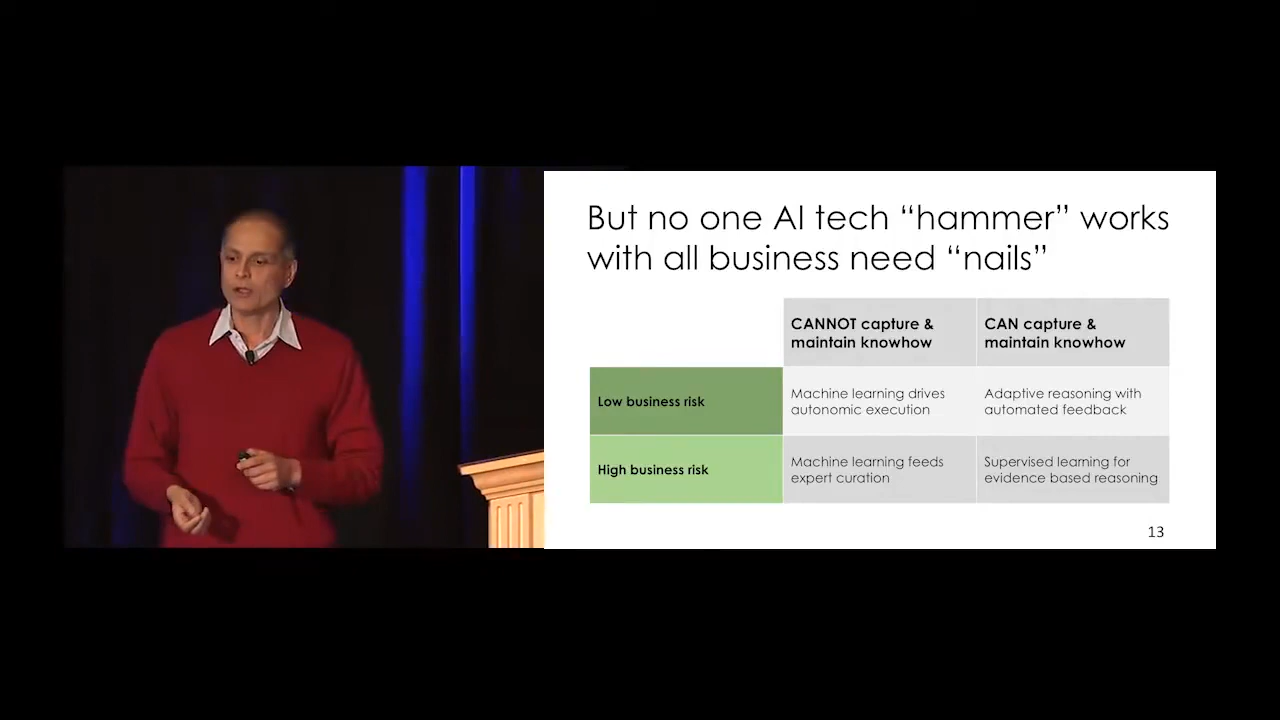 But no one AI tech “hammer” works
with all business need “nails”
CANNOT capture &
maintain knowhow
CAN capture &
maintain knowhow
Low business risk
Machine learning drives
autonomic execution
Adaptive reasoning with
automated feedback
High business risk
Machine learning feeds
expert curation
Supervised learning for
evidence based reasoning
13